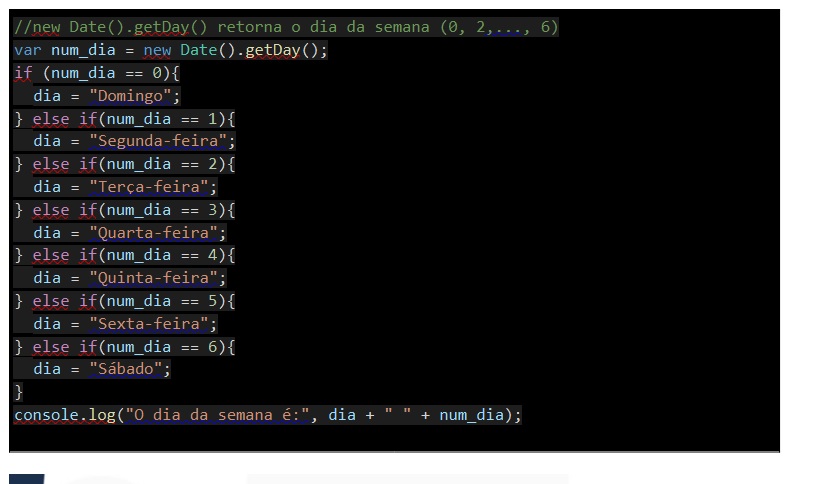 //new Date().getDay() retorna o dia da semana (0, 2,..., 6)
var num_dia = new Date().getDay();
if (num_dia == 0){
  dia = "Domingo";
} else if(num_dia == 1){
  dia = "Segunda-feira";
} else if(num_dia == 2){
  dia = "Terça-feira";
} else if(num_dia == 3){
  dia = "Quarta-feira";
} else if(num_dia == 4){
  dia = "Quinta-feira";
} else if(num_dia == 5){
  dia = "Sexta-feira";
} else if(num_dia == 6){
  dia = "Sábado";
}
console.log("O dia da semana é:", dia + " " + num_dia);